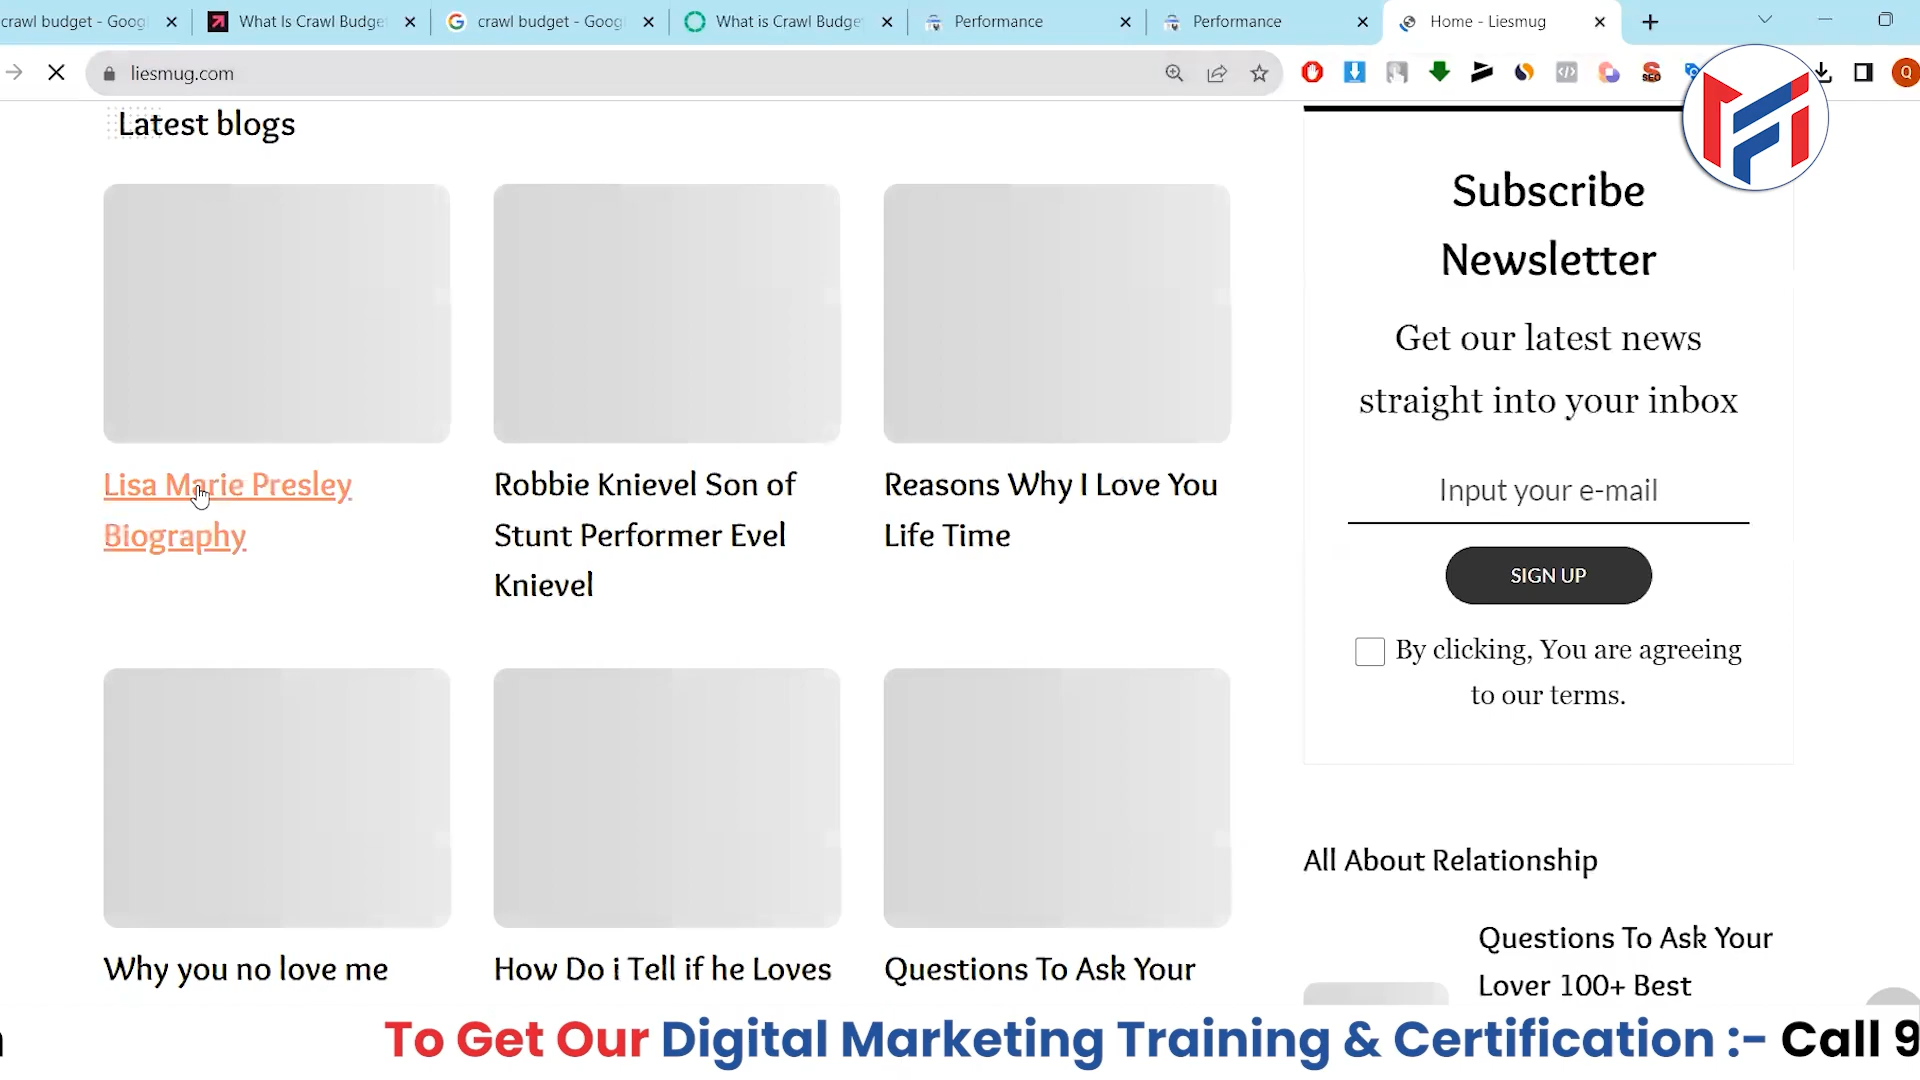 crawl budget - Googl
What Is Crawl Budge
crawl budget - Googl
What is Crawl Budge
Performance
Performance
Home - Liesmug
liesmug.com
SEO
Q
Latest blogs
Lisa Marie Presley
Biography
Robbie Knievel Son of
Stunt Performer Evel
Knievel
Reasons Why I Love You
Life Time
Why you no love me
How Do i Tell if he Loves
Questions To Ask Your
Subscribe
Newsletter
Get our latest news
straight into your inbox
Input your e-mail
SIGN UP
By clicking, You are agreeing
to our terms.
All About Relationship
Questions To Ask Your
Lover 100+ Best
To Get Our Digital Marketing Training & Certification :- Call 9